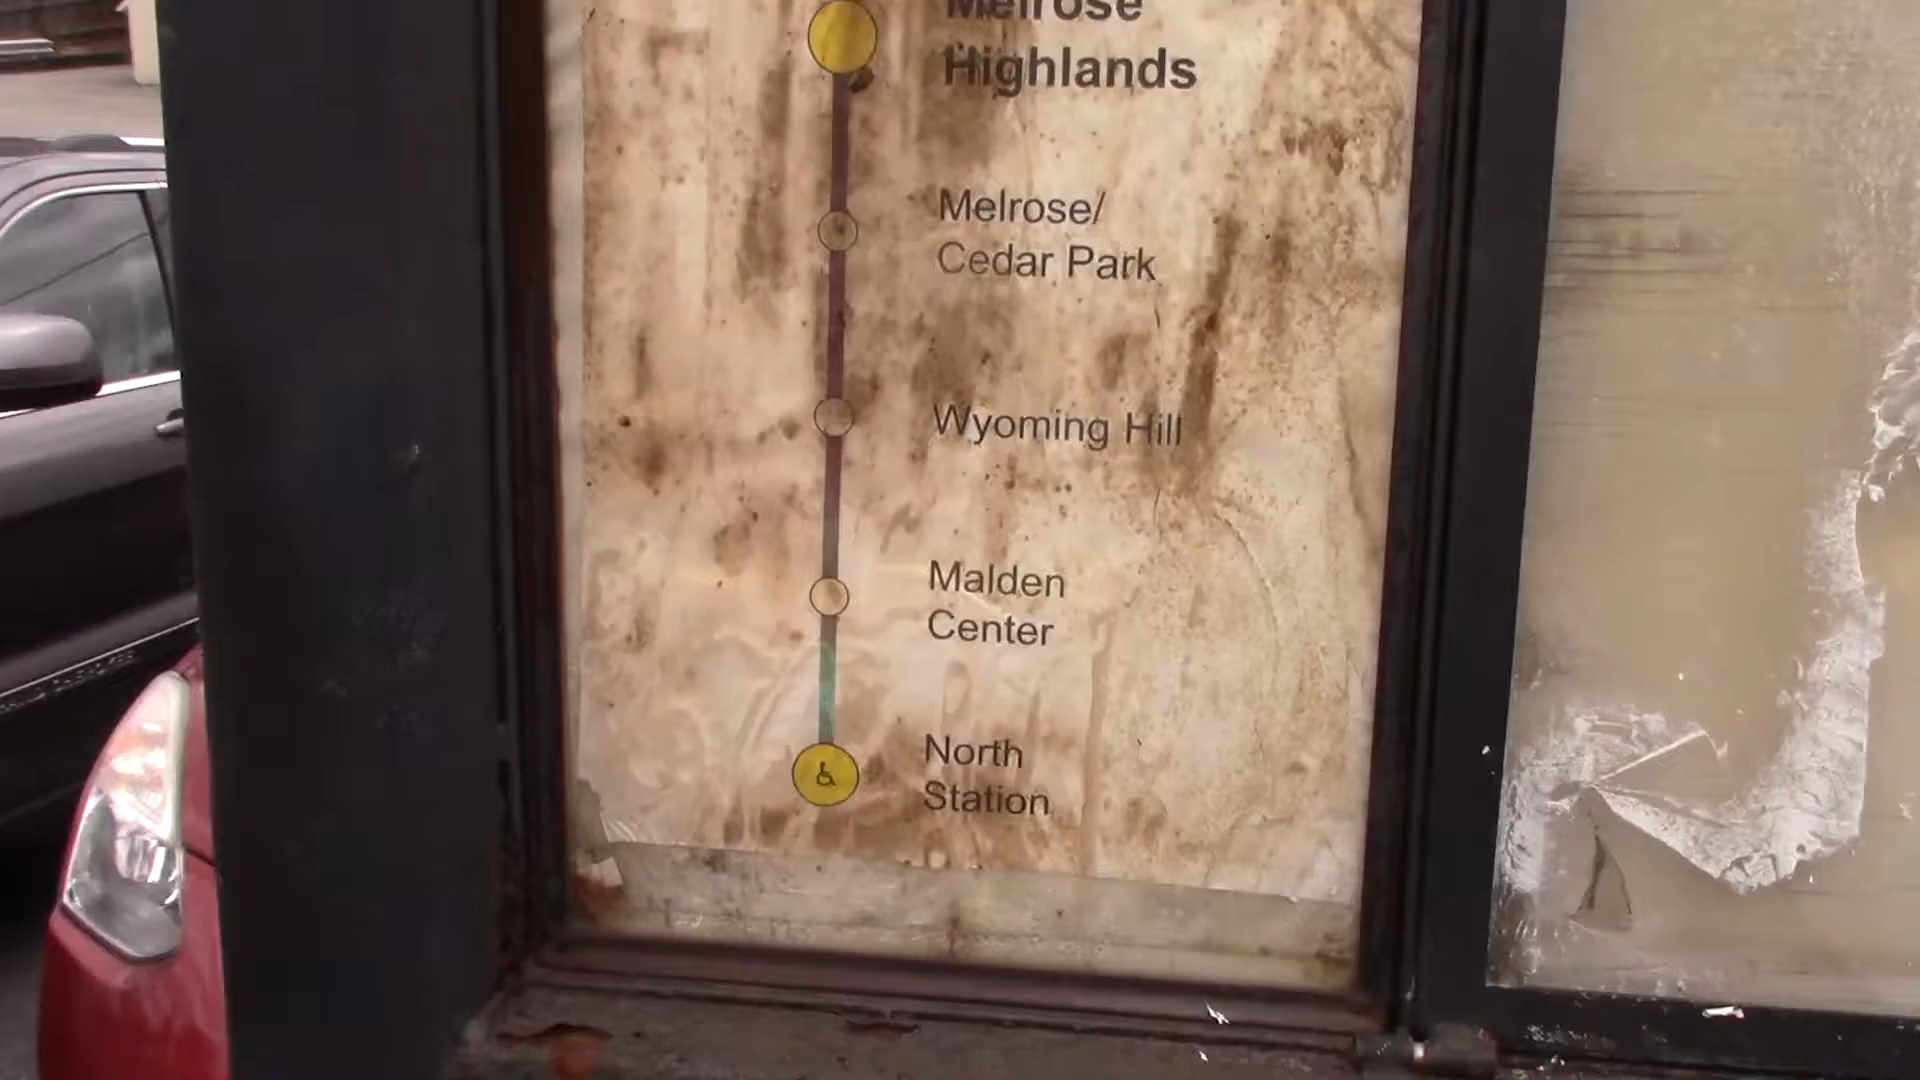 Melrose
Highlands
Melrose/
Cedar Park
Wyoming Hill
Malden
Center
North
Station